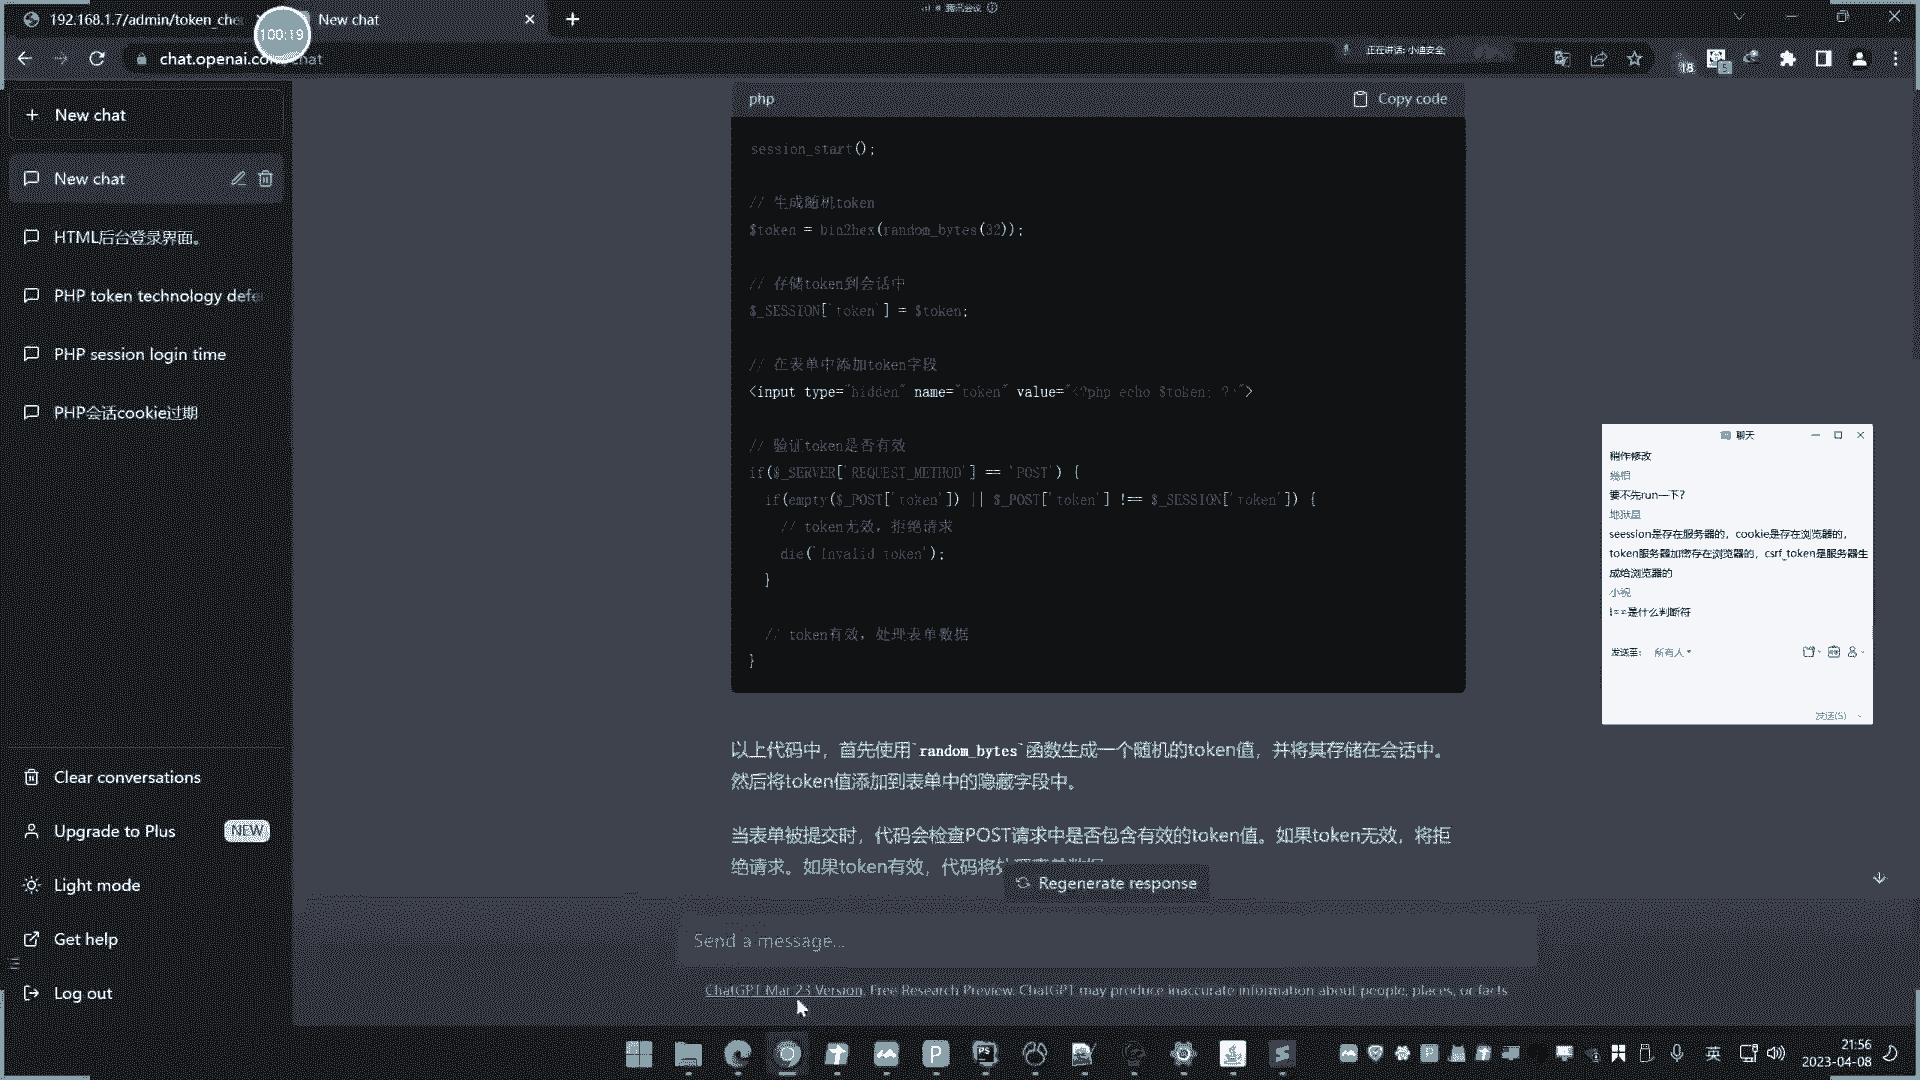 192.168.1.7/admin/token_che
New chat
100:19
腾讯会议
chat.openai.com/chat
正在讲话: 小迪安全;
18
5
New chat
New chat
HTML后台登录界面。
PHP token technology defe
PHP session login time
PHP会话cookie过期
Clear conversations
Upgrade to Plus
NEW
Light mode
Get help
Log out
php
Copy code
session_start();
// 生成随机token
$token = bin2hex(random_bytes(32));
// 存储token到会话中
$_SESSION['token'] = $token;
// 在表单中添加token字段
<input type="hidden" name="token" value="<?php echo $token; ?>">
// 验证token是否有效
if($_SERVER['REQUEST_METHOD'] == 'POST') {
if(empty($_POST['token']) || $_POST['token'] !== $_SESSION['token']) {
// token无效，拒绝请求
die('Invalid token');
}
// token有效，处理表单数据
}
以上代码中，首先使用`random_bytes`函数生成一个随机的token值，并将其存储在会话中。
然后将token值添加到表单中的隐藏字段中。
当表单被提交时，代码会检查POST请求中是否包含有效的token值。如果token无效，将拒
绝请求。如果token有效，代码将处理表单数据。
Regenerate response
Send a message...
ChatGPT Mar 23 Version. Free Research Preview. ChatGPT may produce inaccurate information about people, places, or facts
聊天
稍作修改
要不先run一下？
地狱星
seession是存在服务器的，cookie是存在浏览器的，
token服务器加密存在浏览器的，csrf_token是服务器生
成给浏览器的
小祝
!==是什么判断符
发送至：
所有人
发送(S)
英
21:56
2023-04-08